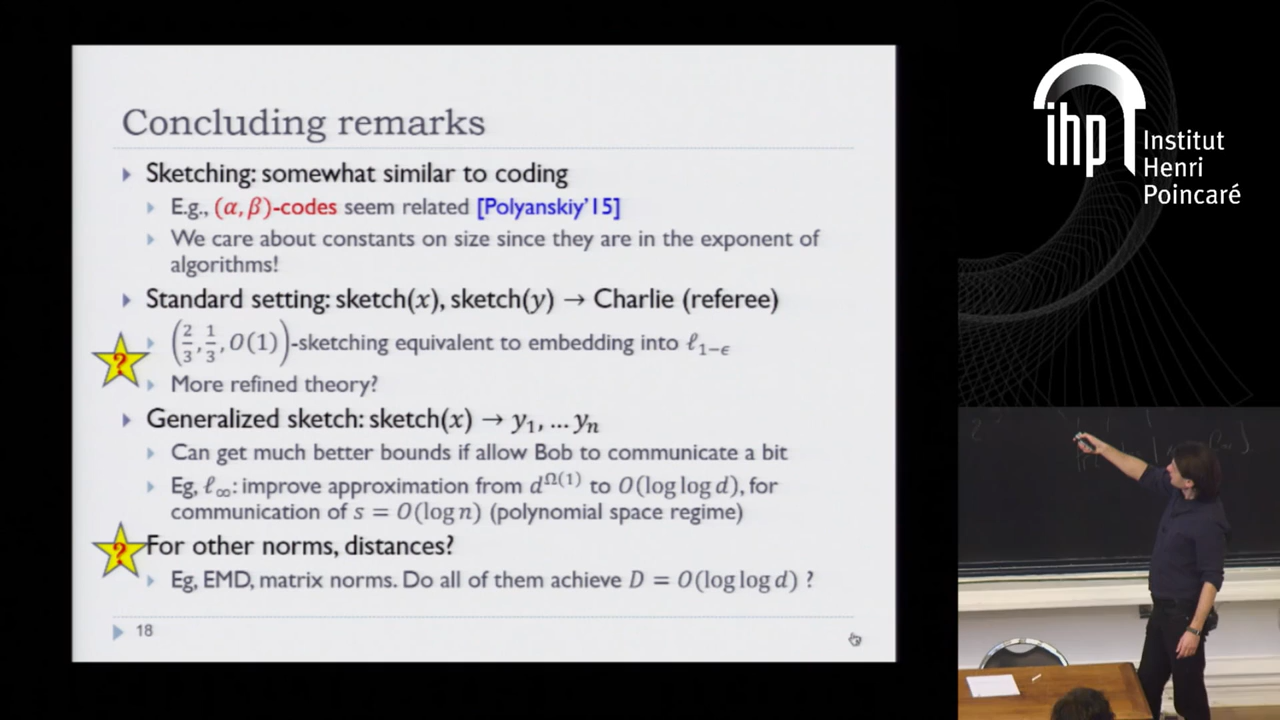 Concluding remarks
Sketching: somewhat similar to coding
E.g., (α, β)-codes seem related [Polyanskiy'15]
We care about constants on size since they are in the exponent of
algorithms!
Standard setting: sketch(x), sketch(y) → Charlie (referee)
(2/3, 1/3, O(1))-sketching equivalent to embedding into ℓ₁₋ϵ
?
More refined theory?
Generalized sketch: sketch(x) → y₁, … yₙ
Can get much better bounds if allow Bob to communicate a bit
Eg, ℓ∞: improve approximation from d^Ω(1) to O(log log d), for
communication of s = O(log n) (polynomial space regime)
?
For other norms, distances?
Eg, EMD, matrix norms. Do all of them achieve D = O(log log d) ?
18
ihp
Institut
Henri
Poincaré